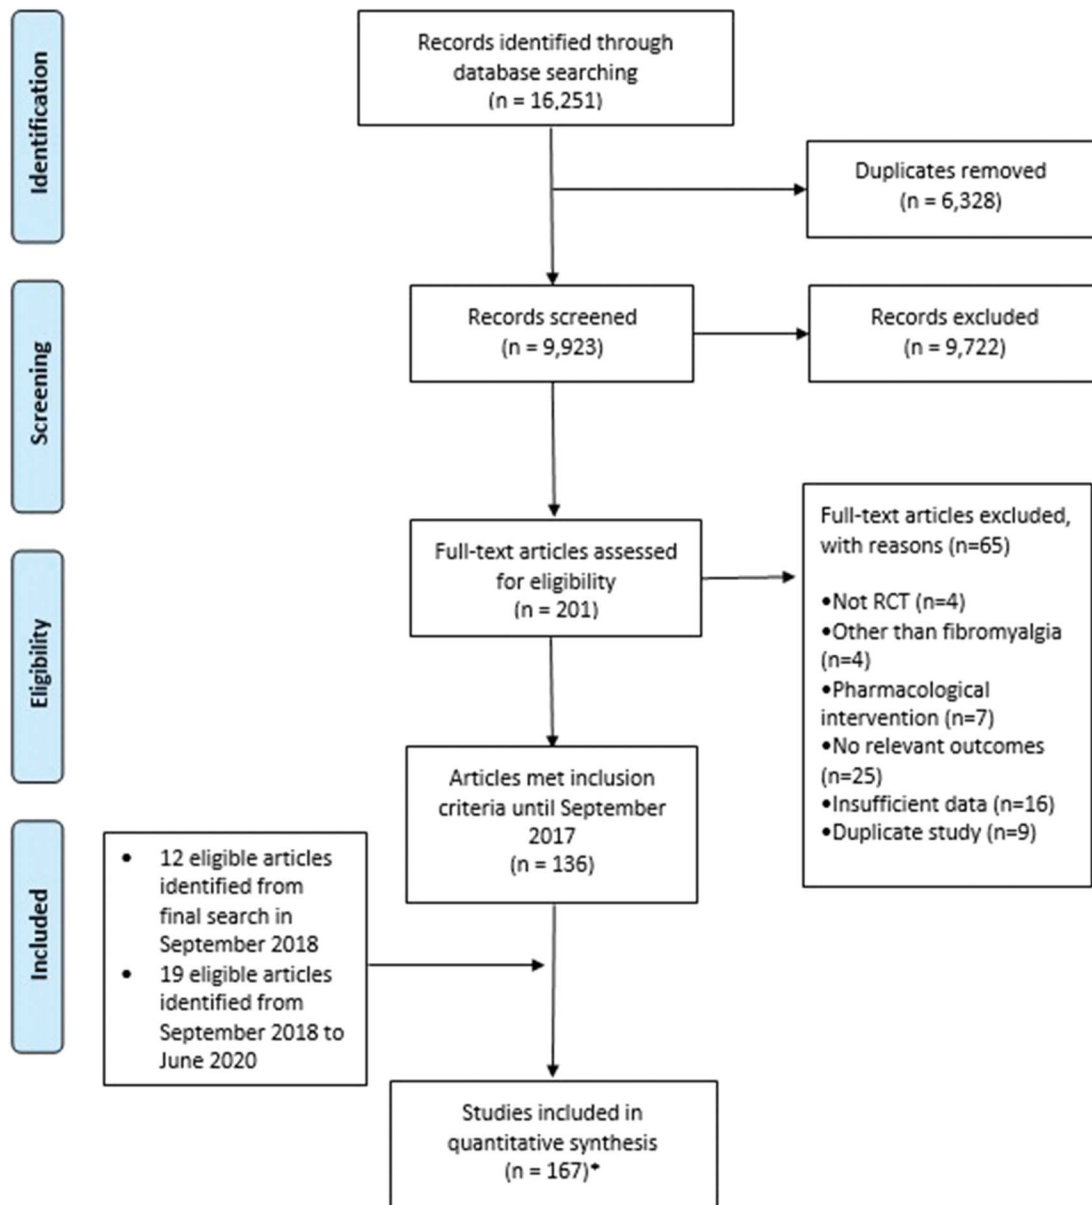 Identification
Records identified through
database searching
(n = 16,251)
Duplicates removed
(n = 6,328)
Screening
Records screened
(n = 9,923)
Records excluded
(n = 9,722)
Eligibility
Full-text articles assessed
for eligibility
(n = 201)
Full-text articles excluded,
with reasons (n=65)
•Not RCT (n=4)
•Other than fibromyalgia
(n=4)
•Pharmacological
intervention (n=7)
•No relevant outcomes
(n=25)
•Insufficient data (n=16)
•Duplicate study (n=9)
Articles met inclusion
criteria until September
2017
(n = 136)
Included
• 12 eligible articles
identified from
final search in
September 2018
• 19 eligible articles
identified from
September 2018 to
June 2020
Studies included in
quantitative synthesis
(n = 167)*